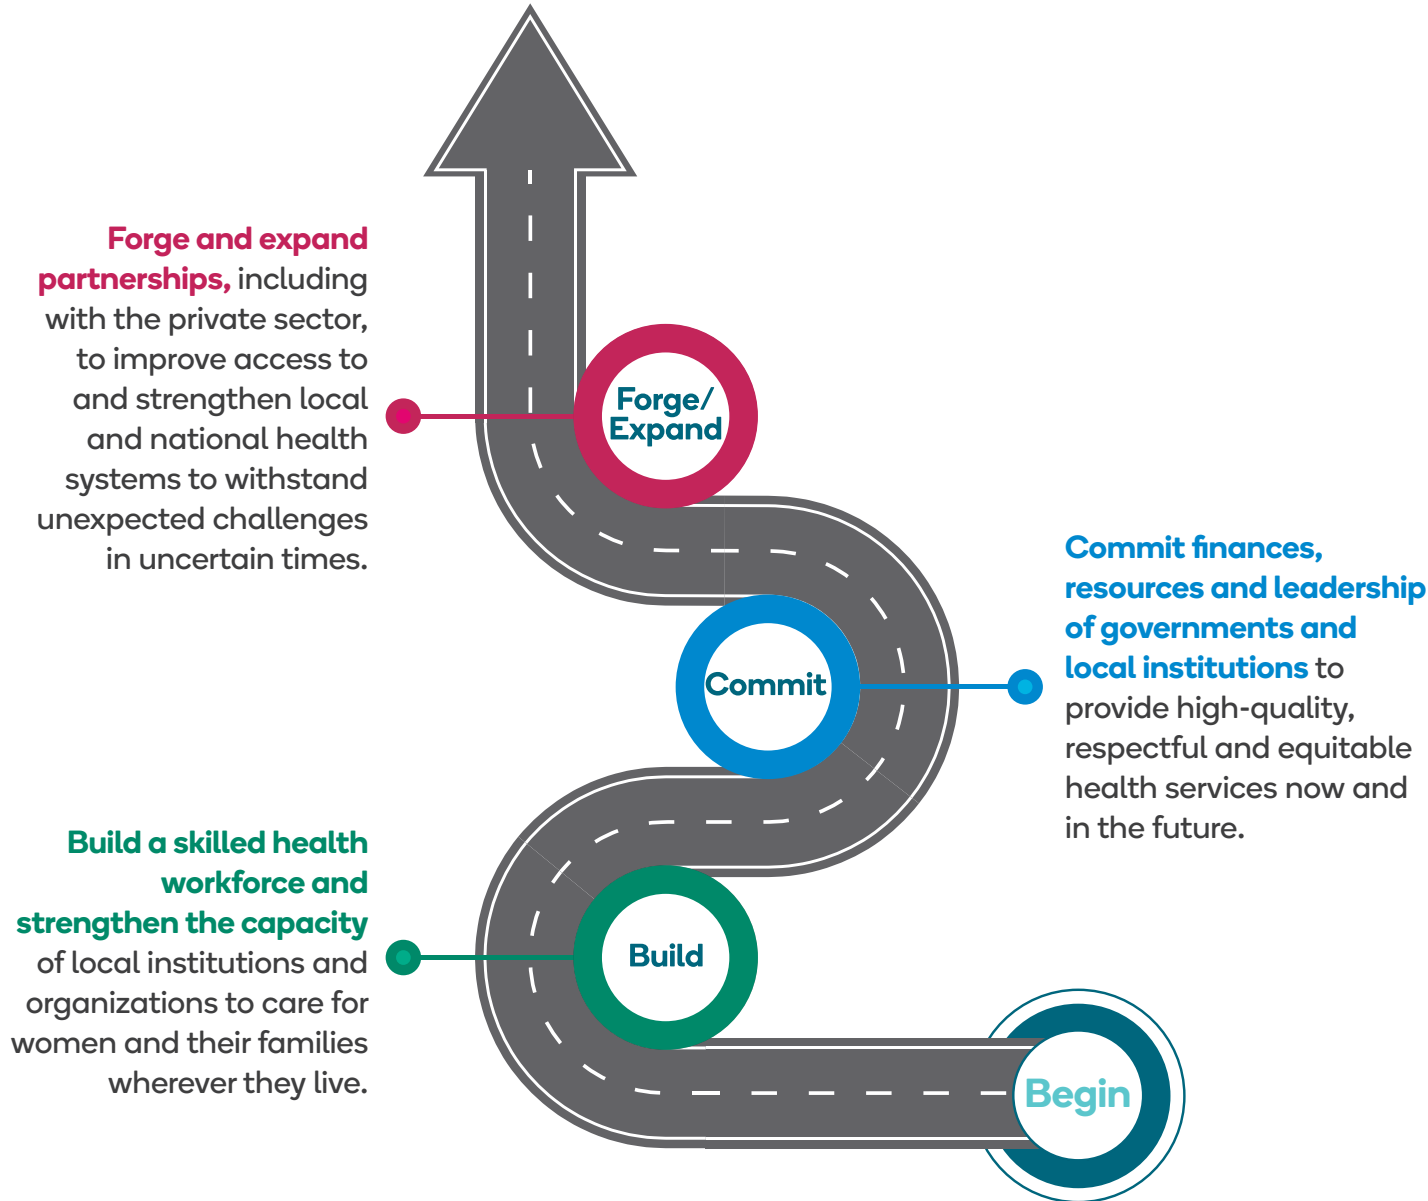 Forge and expand
partnerships, including
with the private sector,
to improve access to
and strengthen local
and national health
systems to withstand
unexpected challenges
in uncertain times.
Forge/
Expand
Commit finances,
resources and leadership
of governments and
local institutions to
provide high-quality,
respectful and equitable
health services now and
in the future.
Commit
Build a skilled health
workforce and
strengthen the capacity
of local institutions and
organizations to care for
women and their families
wherever they live.
Build
Begin